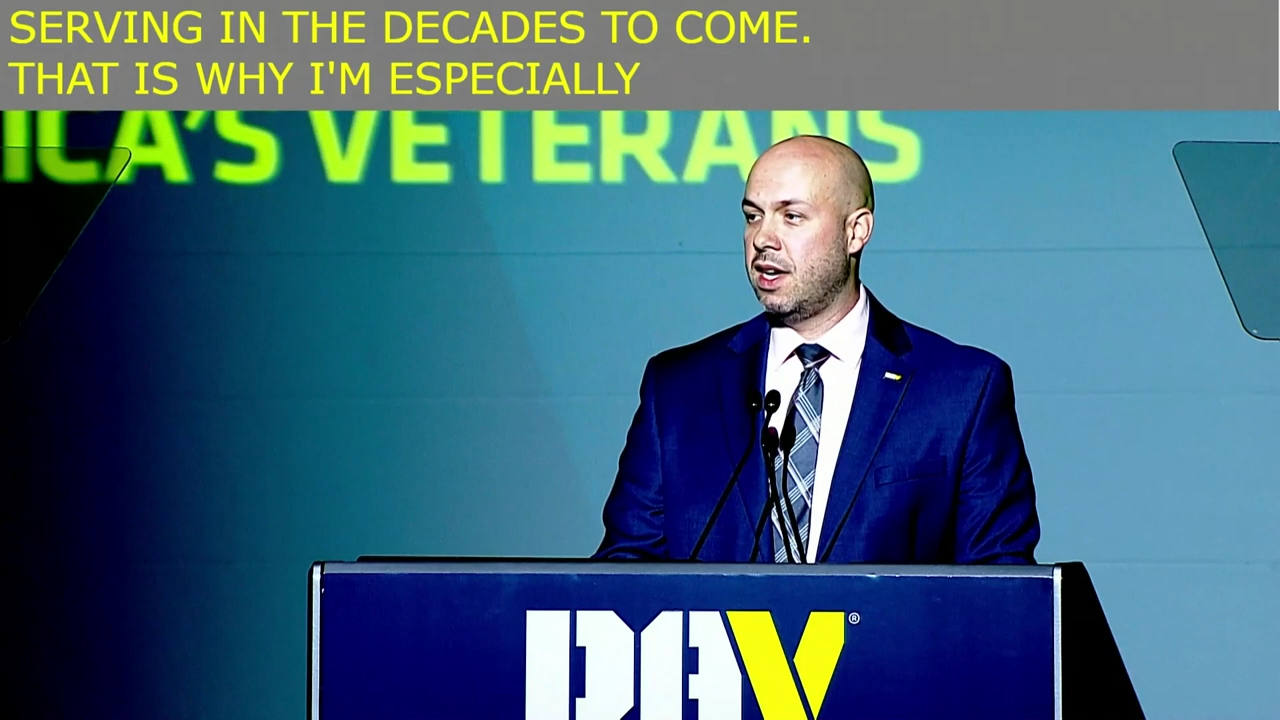 SERVING IN THE DECADES TO COME.
THAT IS WHY I'M ESPECIALLY
ICA'S VETERANS
DAV®